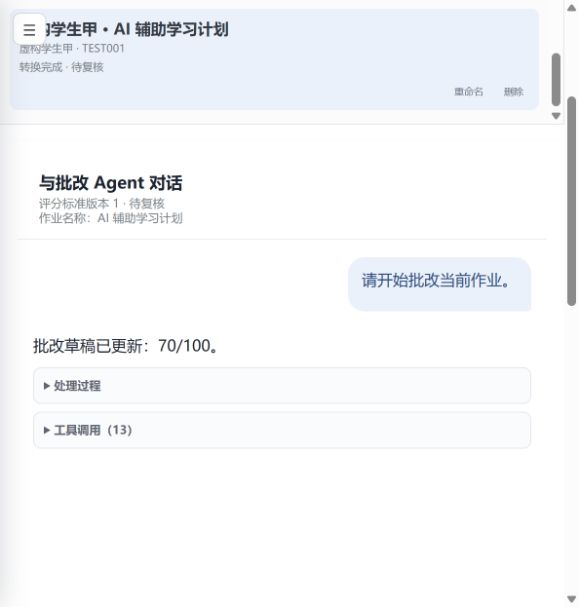 构学生甲 • AI 辅助学习计划
虚构学生甲 · TEST001
转换完成 · 待复核
重命名 删除
与批改 Agent 对话
评分标准版本 1 · 待复核
作业名称：AI 辅助学习计划
请开始批改当前作业。
批改草稿已更新：70/100。
处理过程
工具调用（13）